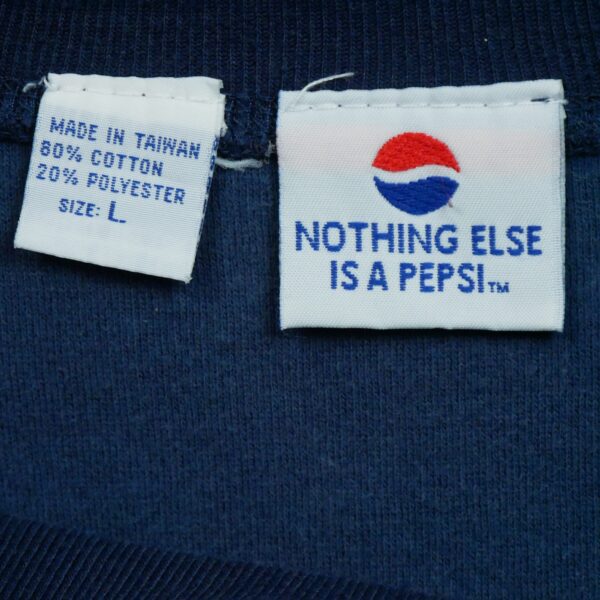 MADE IN TAIWAN
80% COTTON
20% POLYESTER
SIZE: L
NOTHING ELSE
IS A PEPSI™